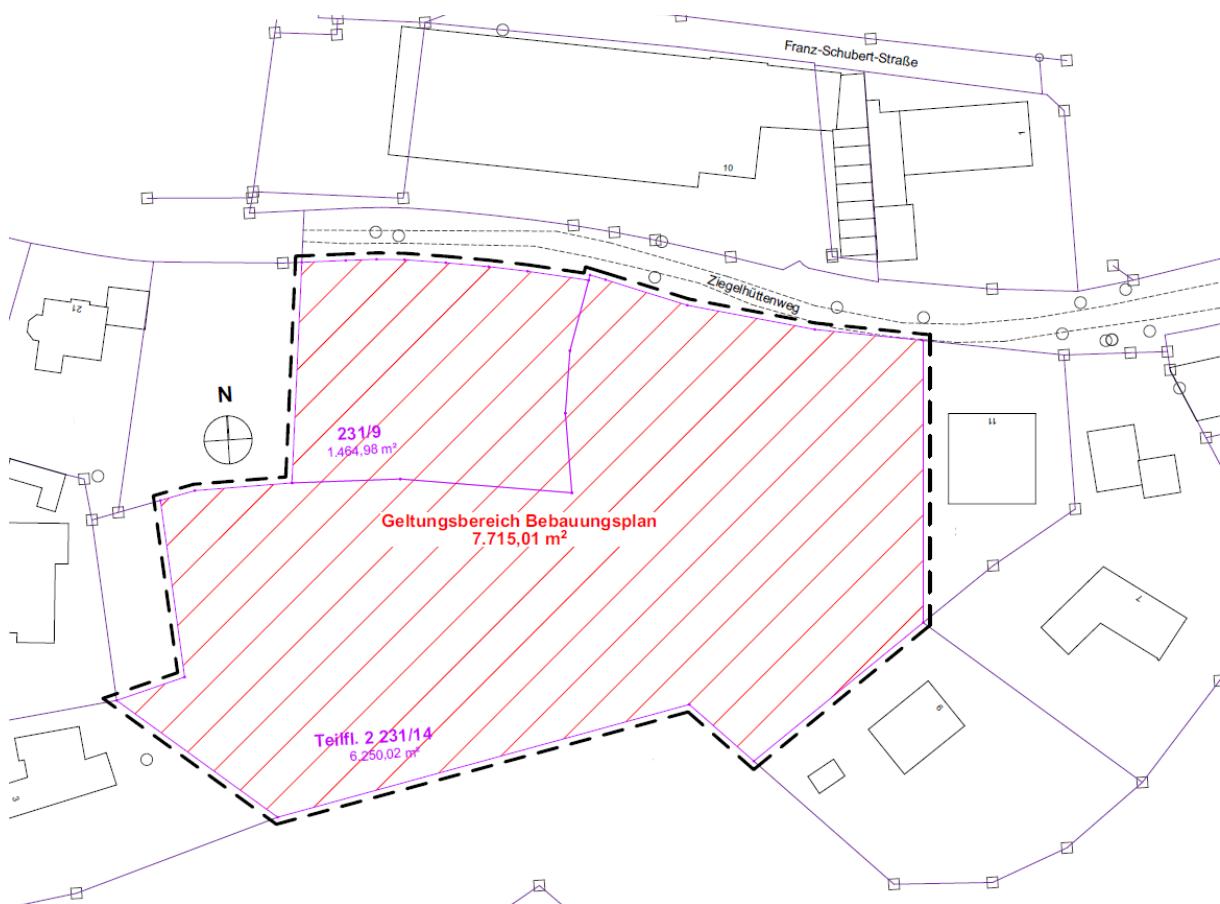 Franz-Schubert-Straße
1
10
Ziegelhüttenweg
21
N
11
231/9
1.464,98 m²
Geltungsbereich Bebauungsplan
7.715,01 m²
7
9
Teilfl. 2 231/14
6.250,02 m²
3